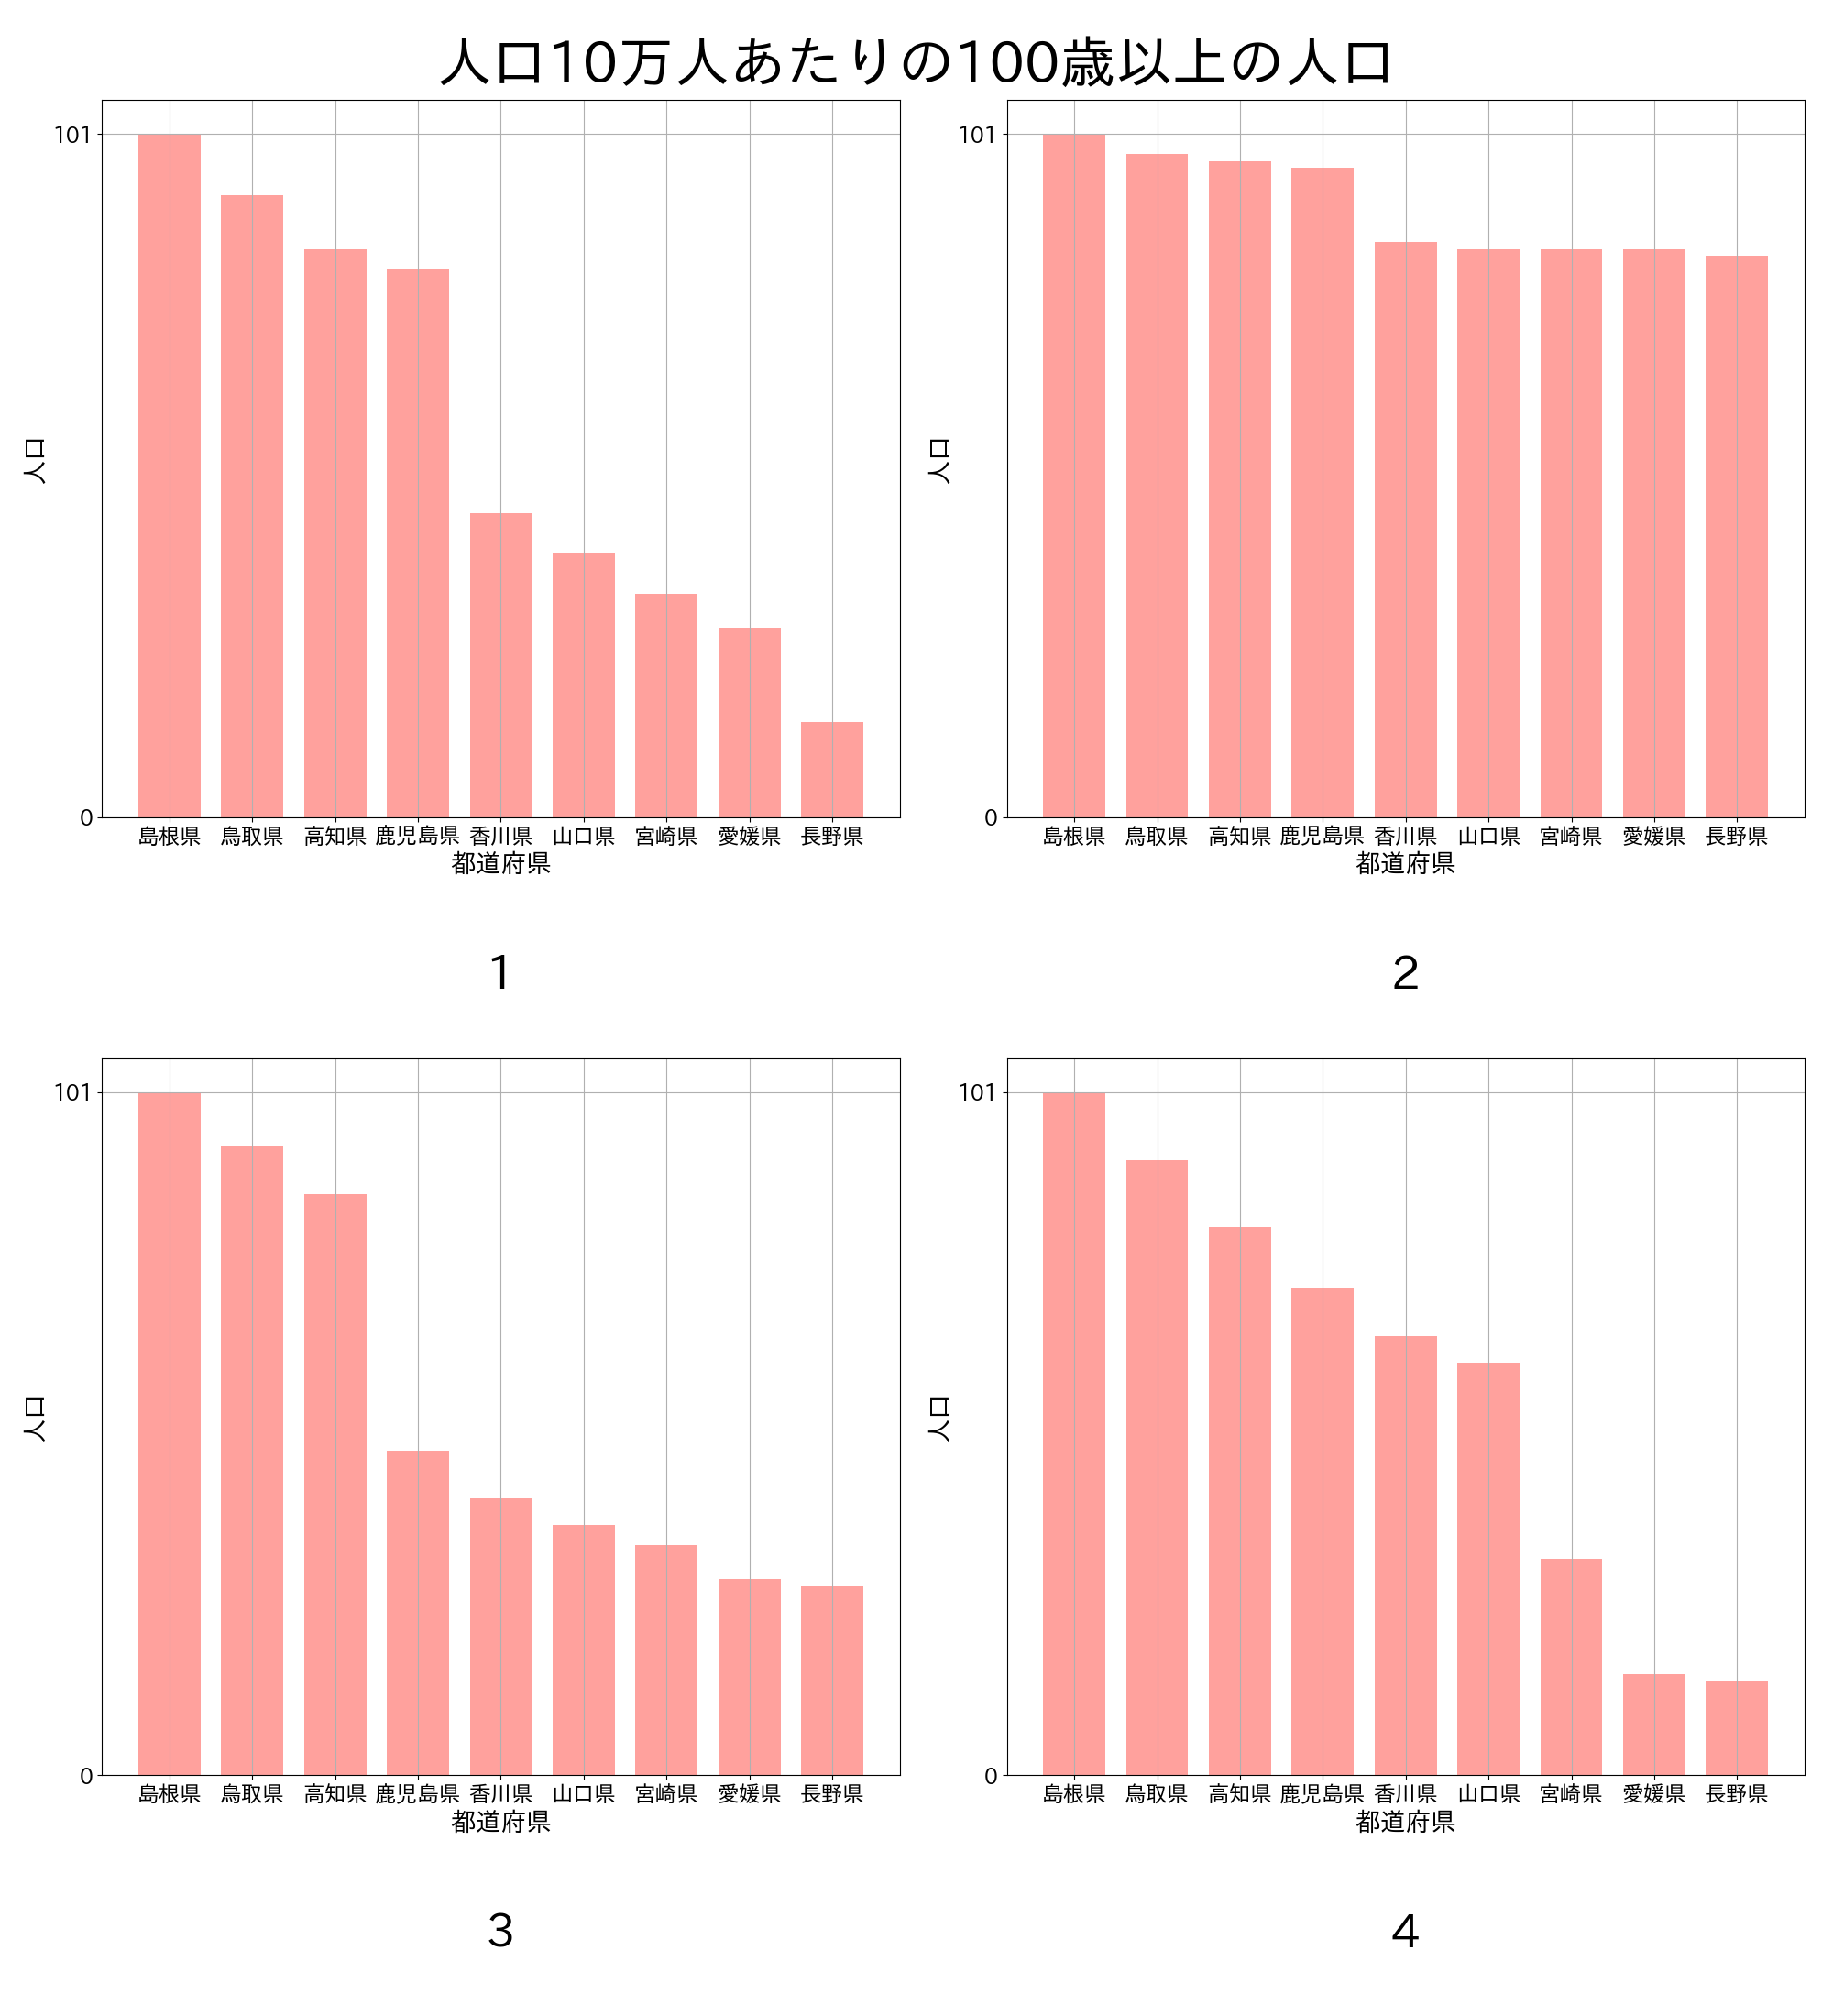 人口10万人あたりの100歳以上の人口
101
0
人口
島根県 鳥取県 高知県 鹿児島県 香川県 山口県 宮崎県 愛媛県 長野県
都道府県
1
101
0
人口
島根県 鳥取県 高知県 鹿児島県 香川県 山口県 宮崎県 愛媛県 長野県
都道府県
2
101
0
人口
島根県 鳥取県 高知県 鹿児島県 香川県 山口県 宮崎県 愛媛県 長野県
都道府県
3
101
0
人口
島根県 鳥取県 高知県 鹿児島県 香川県 山口県 宮崎県 愛媛県 長野県
都道府県
4